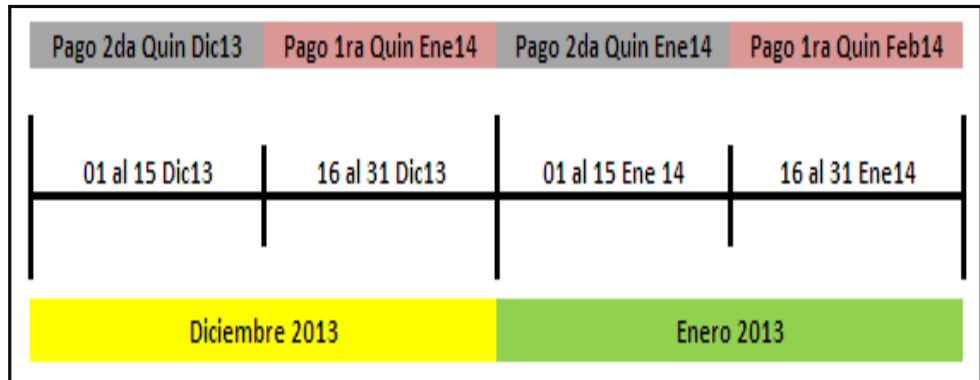 Pago 2da Quin Dic13 Pago 1ra Quin Ene14 Pago 2da Quin Ene14 Pago 1ra Quin Feb14
01 al 15 Dic13 16 al 31 Dic13 01 al 15 Ene 14 16 al 31 Ene14
Diciembre 2013 Enero 2013